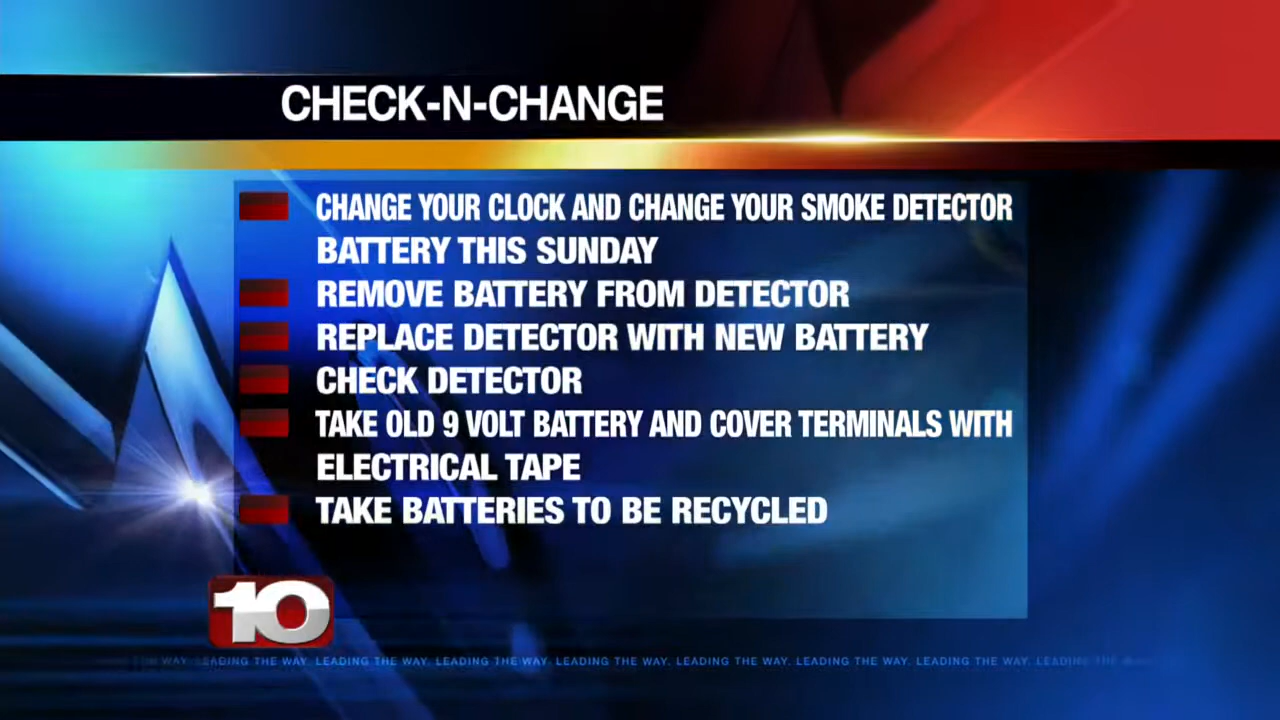 CHECK-N-CHANGE
CHANGE YOUR CLOCK AND CHANGE YOUR SMOKE DETECTOR
BATTERY THIS SUNDAY
REMOVE BATTERY FROM DETECTOR
REPLACE DETECTOR WITH NEW BATTERY
CHECK DETECTOR
TAKE OLD 9 VOLT BATTERY AND COVER TERMINALS WITH
ELECTRICAL TAPE
TAKE BATTERIES TO BE RECYCLED
10
WAY. LEADING THE WAY. LEADING THE WAY. LEADING THE WAY. LEADING THE WAY. LEADING THE WAY. LEADING THE WAY. LEADING THE WAY. LEADING THE